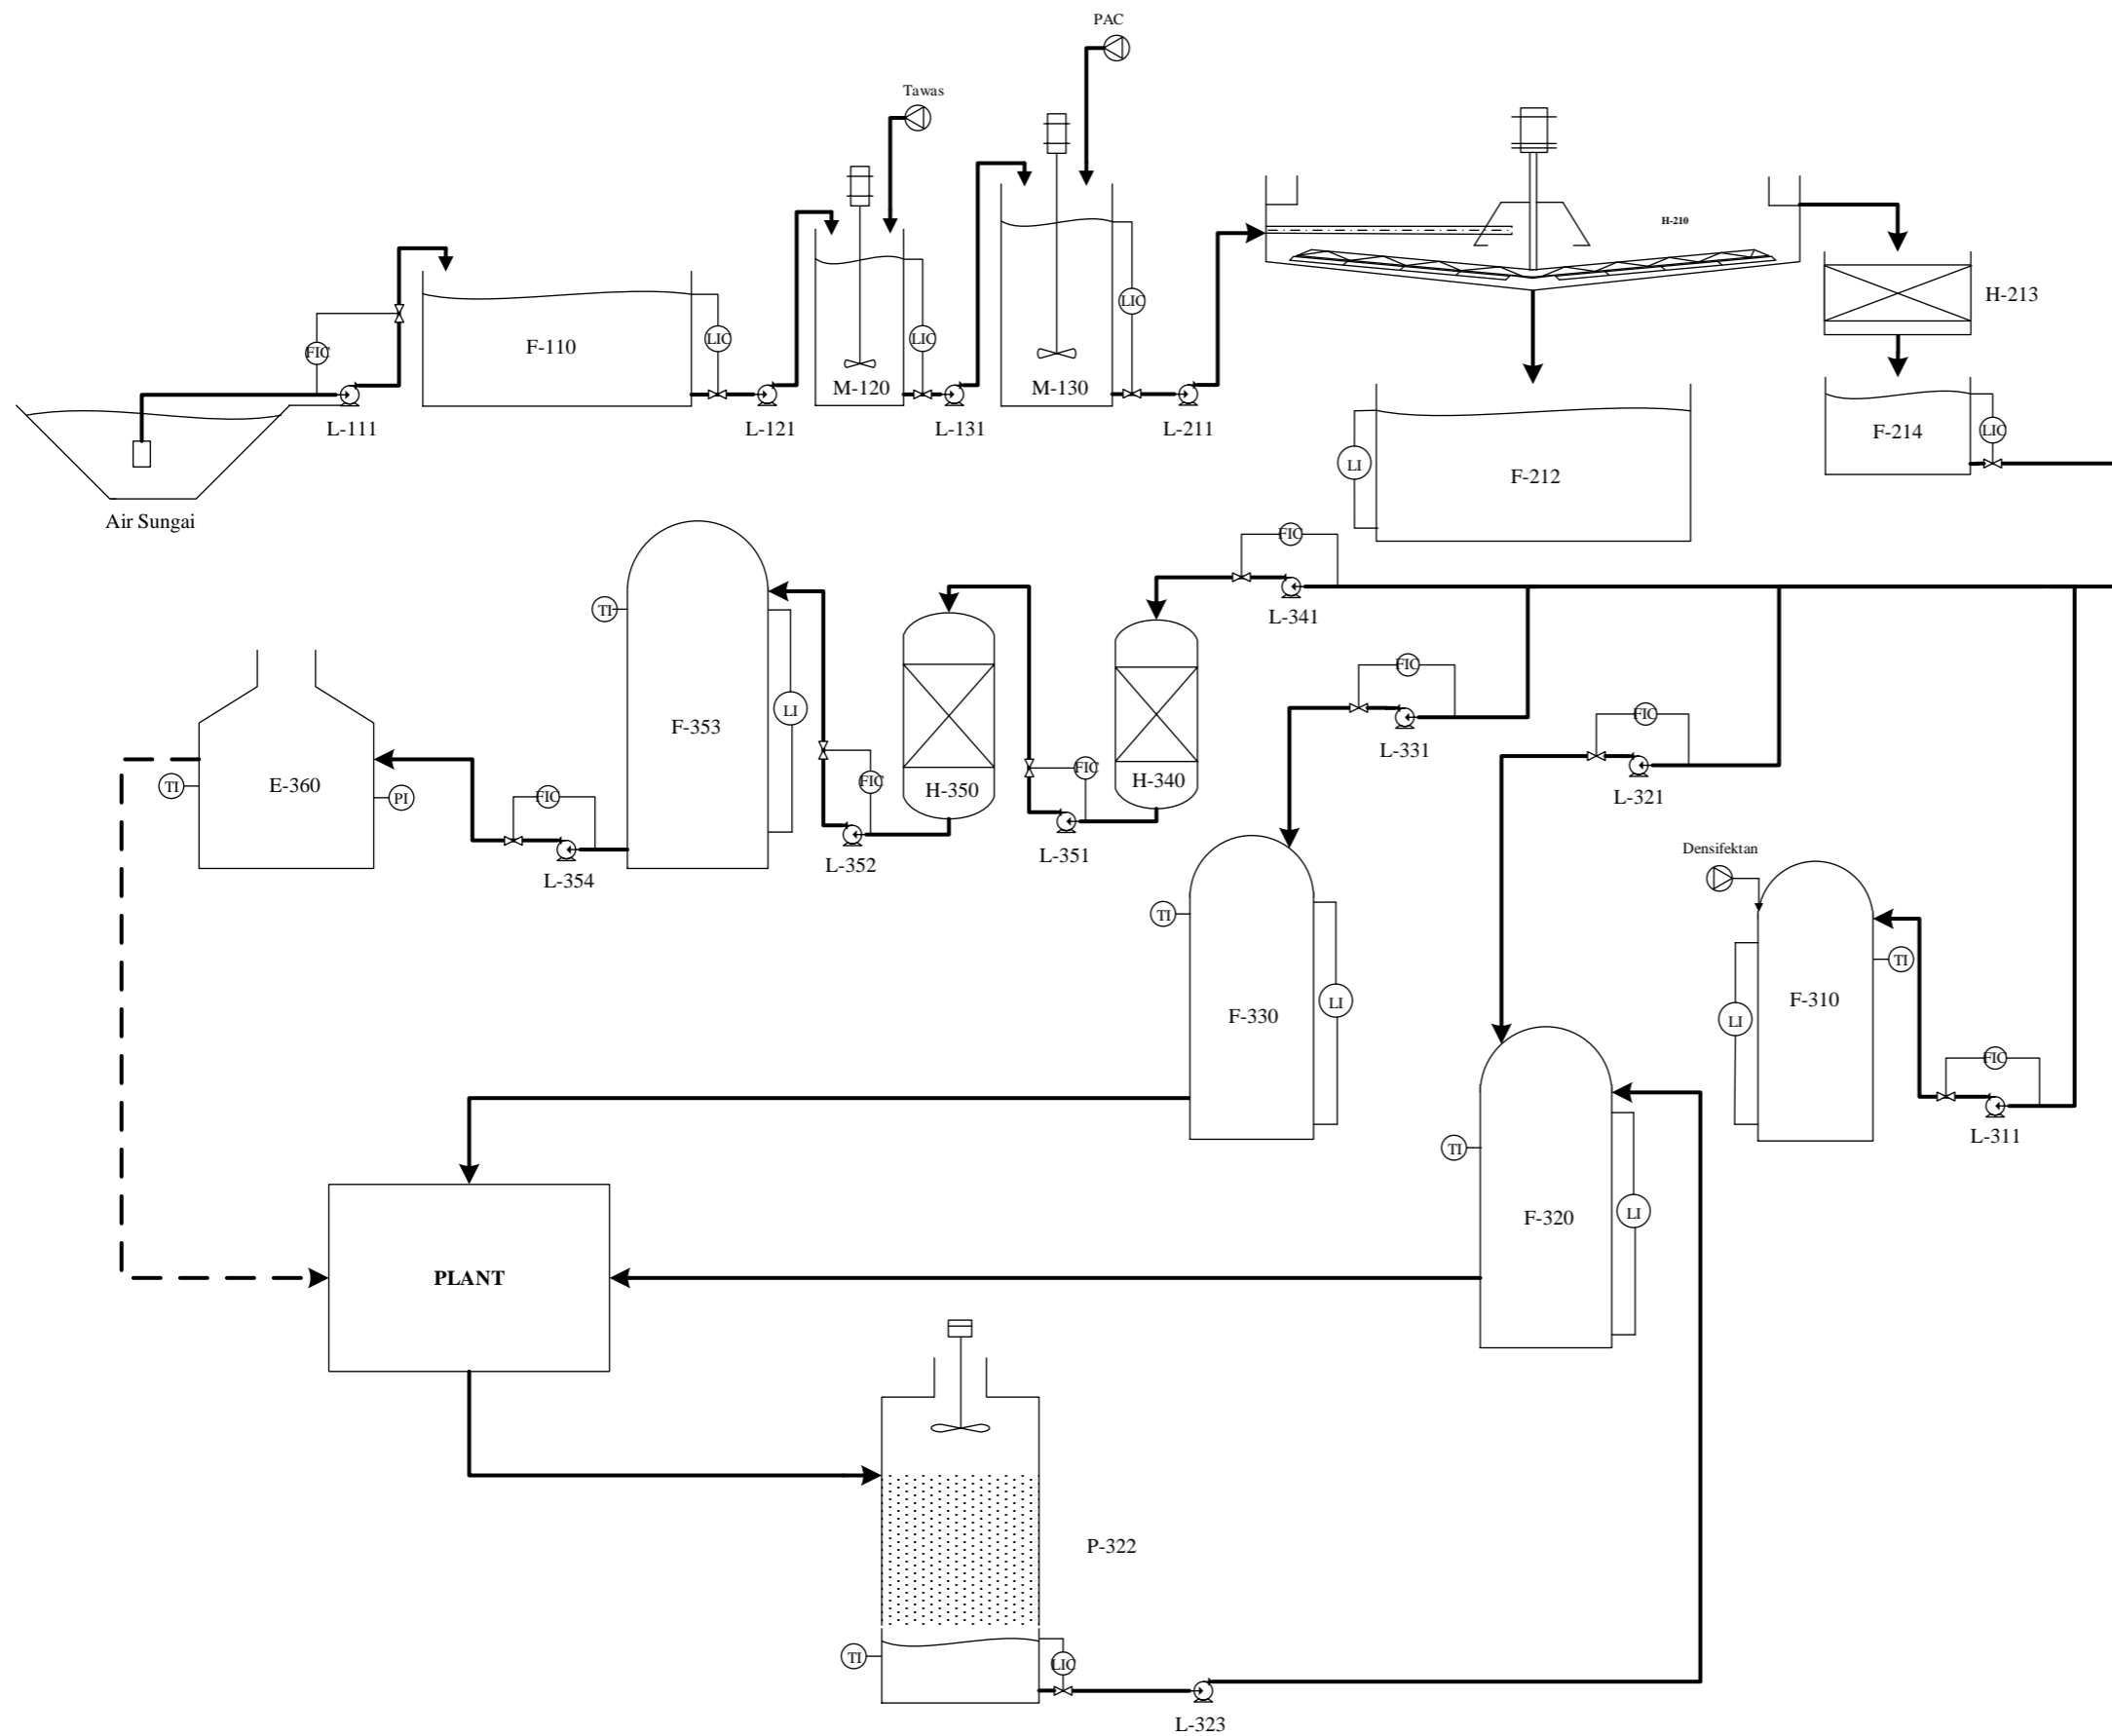 PAC
Tawas
H-210
H-213
FIC
F-110
LIC
M-120
LIC
M-130
LIC
L-111
L-121
L-131
L-211
LI
F-212
F-214
LIC
Air Sungai
FIC
L-341
TI
F-353
LI
FIC
L-331
FIC
L-321
E-360
TI
PI
FIC
L-354
FIC
L-352
H-350
FIC
L-351
H-340
Densifektan
TI
F-330
LI
TI
F-310
LI
FIC
L-311
TI
F-320
LI
PLANT
P-322
TI
LIC
L-323